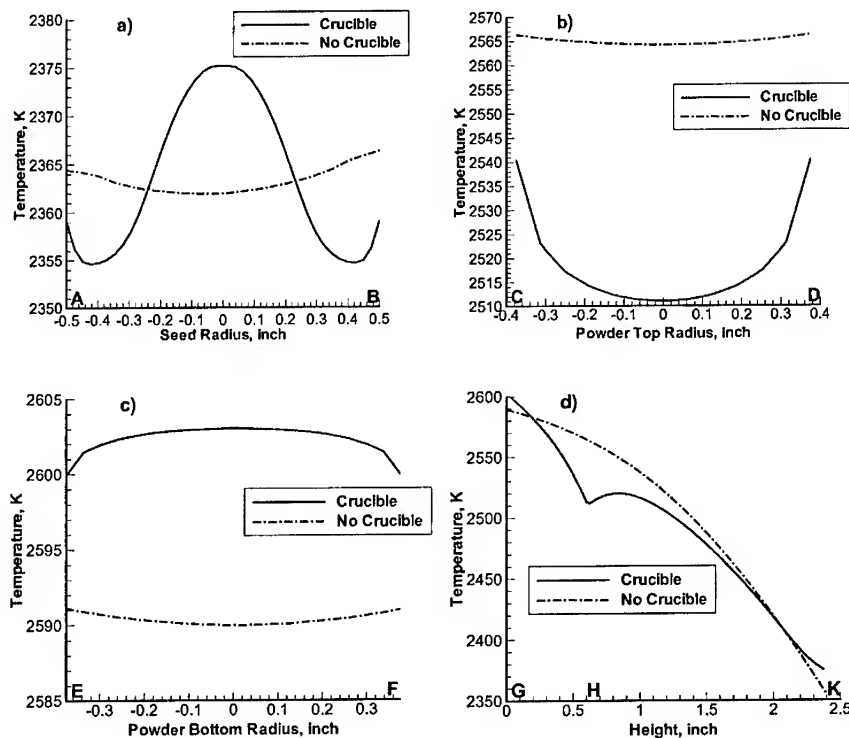 a)
Crucible
No Crucible
Temperature, K
2380
2375
2370
2365
2360
2355
2350
A
B
-0.5 -0.4 -0.3 -0.2 -0.1 0 0.1 0.2 0.3 0.4 0.5
Seed Radius, inch
b)
Crucible
No Crucible
Temperature, K
2570
2565
2560
2555
2550
2545
2540
2535
2530
2525
2520
2515
2510
C
D
-0.4 -0.3 -0.2 -0.1 0 0.1 0.2 0.3 0.4
Powder Top Radius, inch
c)
Crucible
No Crucible
Temperature, K
2605
2600
2595
2590
2585
E
F
-0.3 -0.2 -0.1 0 0.1 0.2 0.3
Powder Bottom Radius, inch
d)
Crucible
No Crucible
Temperature, K
2600
2550
2500
2450
2400
2350
G
H
K
0 0.5 1 1.5 2 2.5
Height, inch